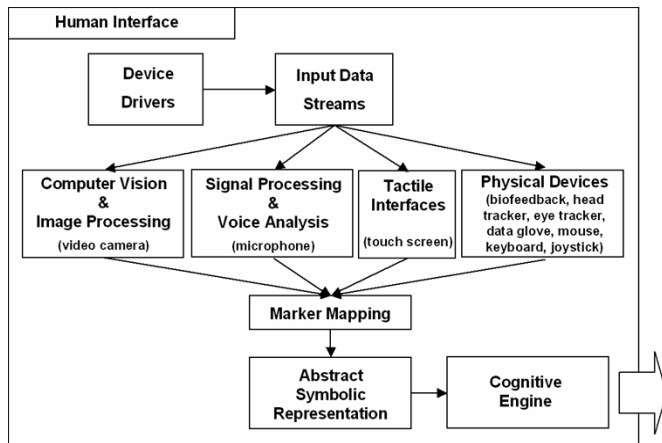 Human Interface
Device
Drivers
Input Data
Streams
Computer Vision
&
Image Processing
(video camera)
Signal Processing
&
Voice Analysis
(microphone)
Tactile
Interfaces
(touch screen)
Physical Devices
(biofeedback, head
tracker, eye tracker,
data glove, mouse,
keyboard, joystick)
Marker Mapping
Abstract
Symbolic
Representation
Cognitive
Engine